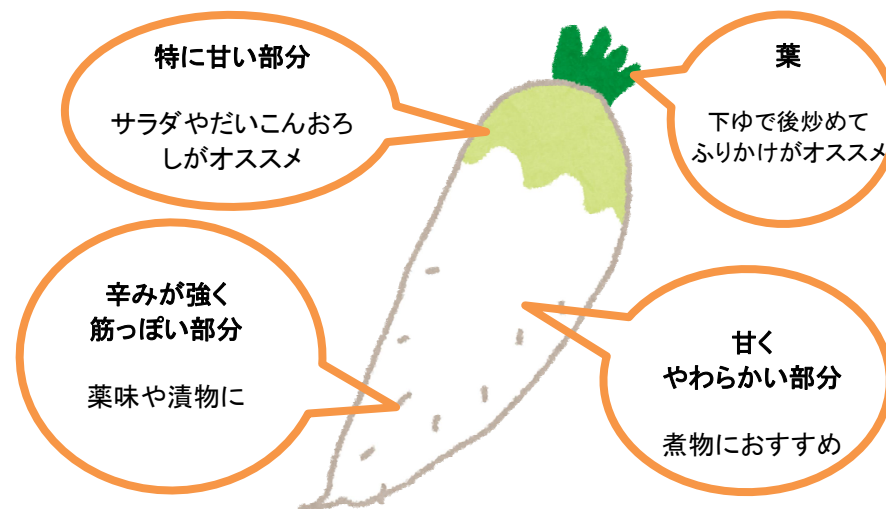 特に甘い部分
サラダやだいこんおろ
しがオススメ
葉
下ゆで後炒めて
ふりかけがオススメ
辛みが強く
筋っぽい部分
薬味や漬物に
甘く
やわらかい部分
煮物におすすめ